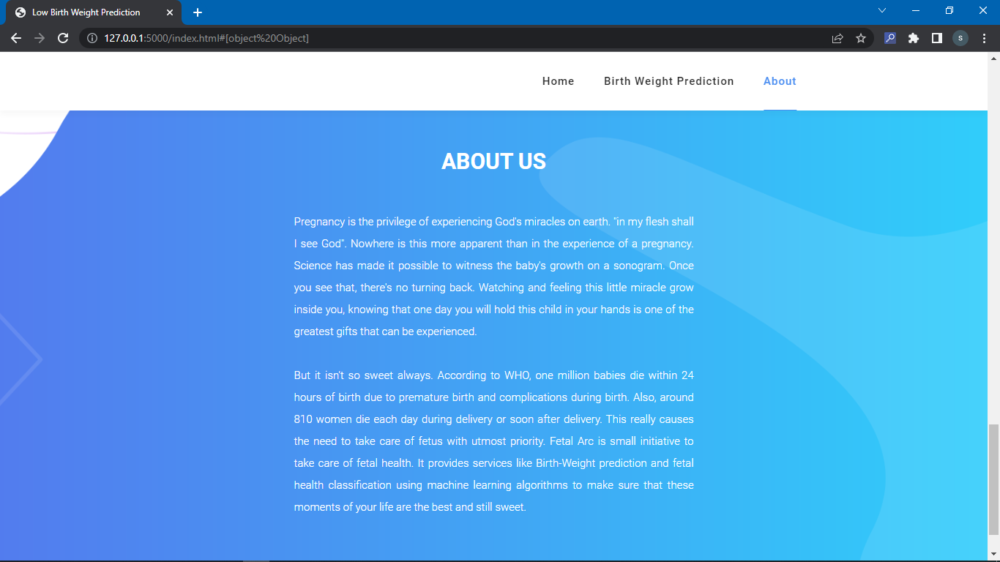 Low Birth Weight Prediction
127.0.0.1:5000/index.html#[object%20Object]
S
Home
Birth Weight Prediction
About
ABOUT US
Pregnancy is the privilege of experiencing God's miracles on earth. "in my flesh shall
I see God". Nowhere is this more apparent than in the experience of a pregnancy.
Science has made it possible to witness the baby's growth on a sonogram. Once
you see that, there's no turning back. Watching and feeling this little miracle grow
inside you, knowing that one day you will hold this child in your hands is one of the
greatest gifts that can be experienced.
But it isn't so sweet always. According to WHO, one million babies die within 24
hours of birth due to premature birth and complications during birth. Also, around
810 women die each day during delivery or soon after delivery. This really causes
the need to take care of fetus with utmost priority. Fetal Arc is small initiative to
take care of fetal health. It provides services like Birth-Weight prediction and fetal
health classification using machine learning algorithms to make sure that these
moments of your life are the best and still sweet.